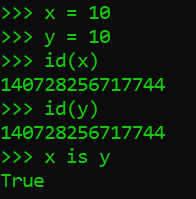 >>> x = 10
>>> y = 10
>>> id(x)
140728256717744
>>> id(y)
140728256717744
>>> x is y
True